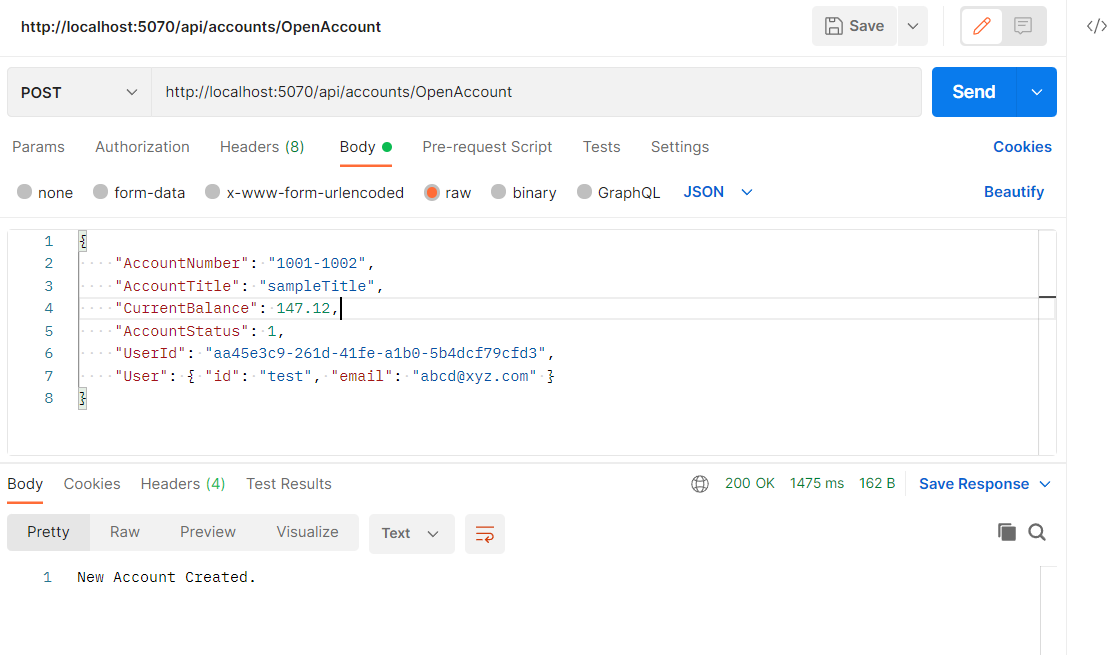 http://localhost:5070/api/accounts/OpenAccount
Save
POST
http://localhost:5070/api/accounts/OpenAccount
Send
Params Authorization Headers (8) Body Pre-request Script Tests Settings Cookies
none form-data x-www-form-urlencoded raw binary GraphQL JSON Beautify
1 {
2 "AccountNumber": "1001-1002",
3 "AccountTitle": "sampleTitle",
4 "CurrentBalance": 147.12,
5 "AccountStatus": 1,
6 "UserId": "aa45e3c9-261d-41fe-a1b0-5b4dcf79cfd3",
7 "User": { "id": "test", "email": "abcd@xyz.com" }
8 }
Body Cookies Headers (4) Test Results 200 OK 1475 ms 162 B Save Response
Pretty Raw Preview Visualize Text
1 New Account Created.